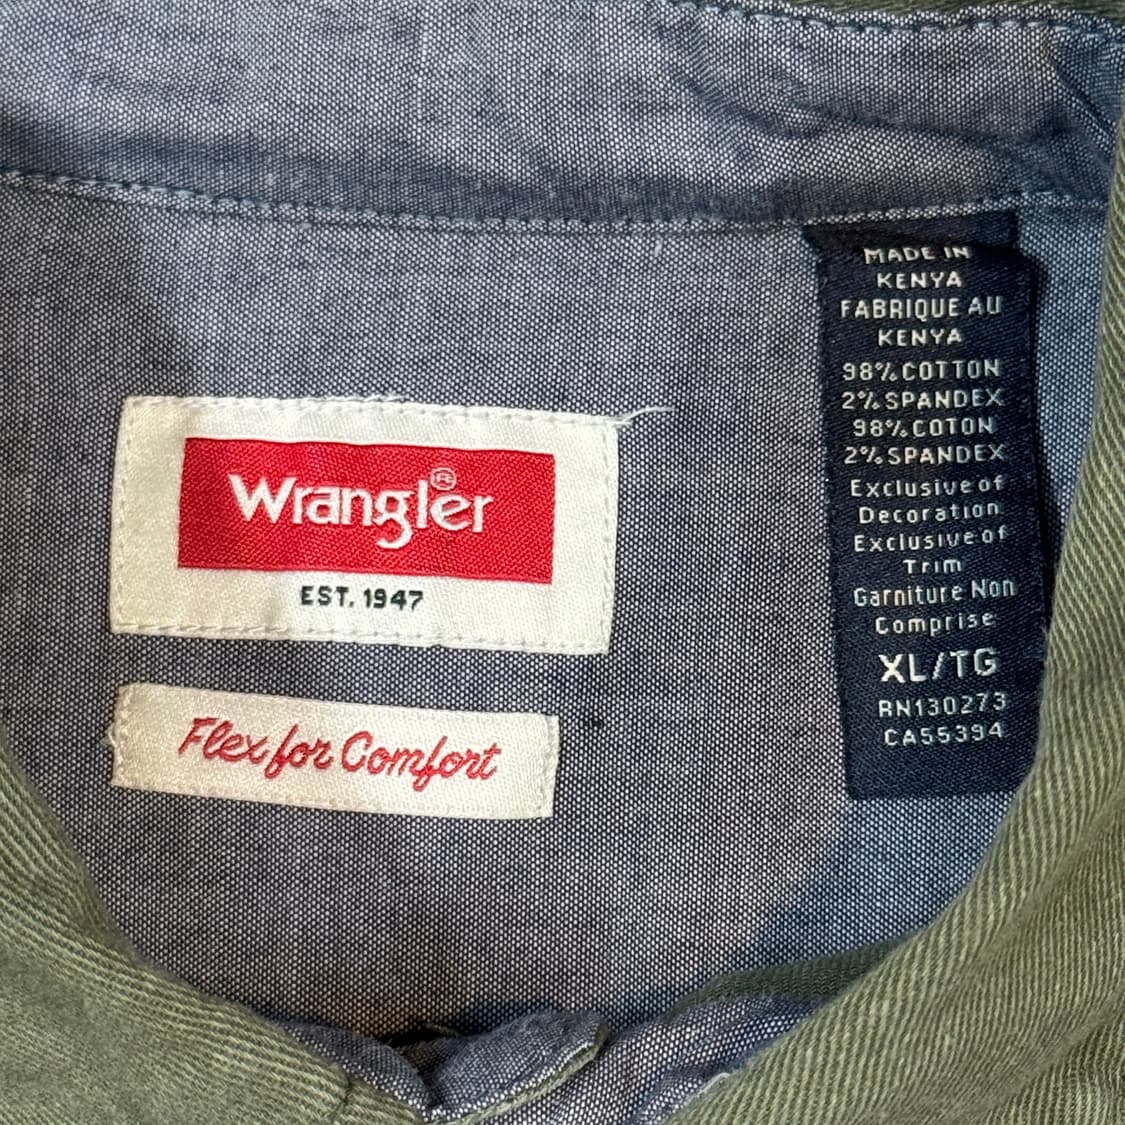 Wrangler®
EST. 1947
Flex for Comfort
MADE IN
KENYA
FABRIQUE AU
KENYA
98% COTTON
2% SPANDEX
98% COTON
2% SPANDEX
Exclusive of
Decoration
Exclusive of
Trim
Garniture Non
Comprise
XL/TG
RN130273
CA55394